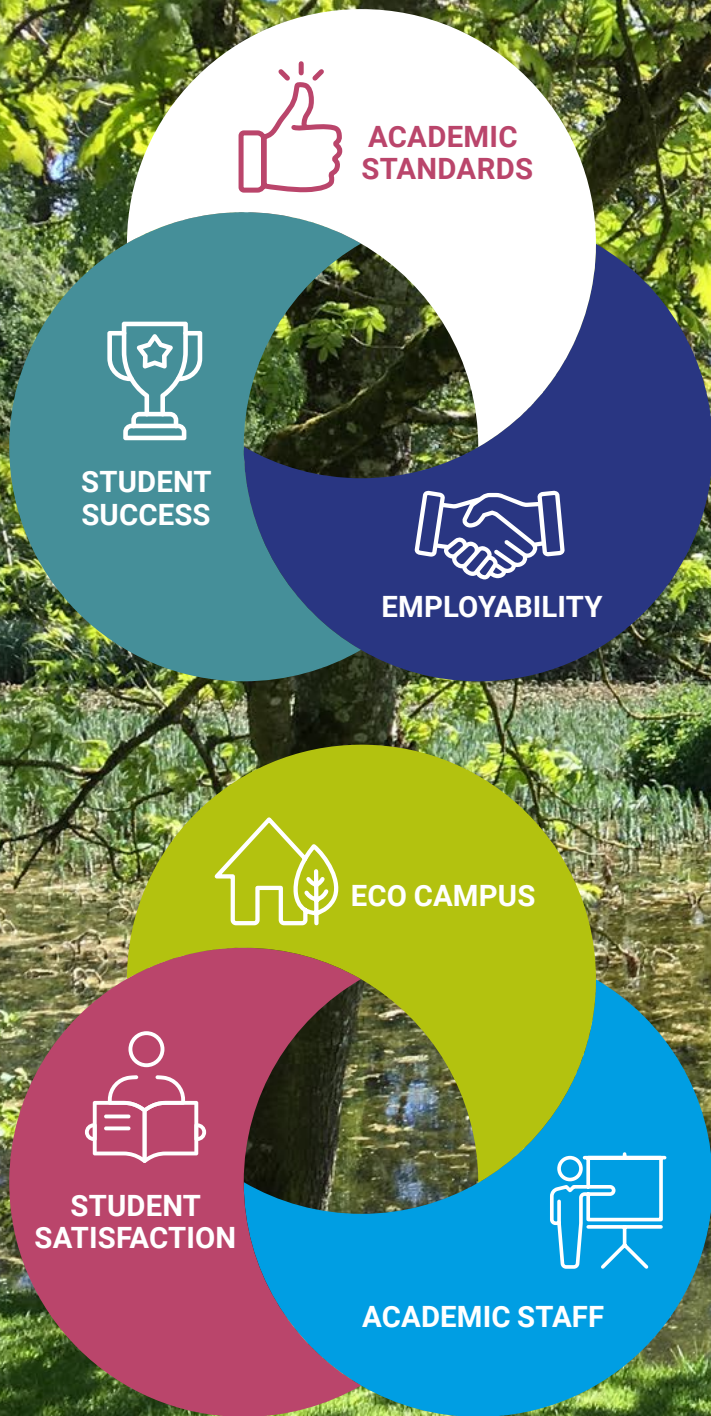 ACADEMIC
STANDARDS
STUDENT
SUCCESS
EMPLOYABILITY
ECO CAMPUS
STUDENT
SATISFACTION
ACADEMIC STAFF